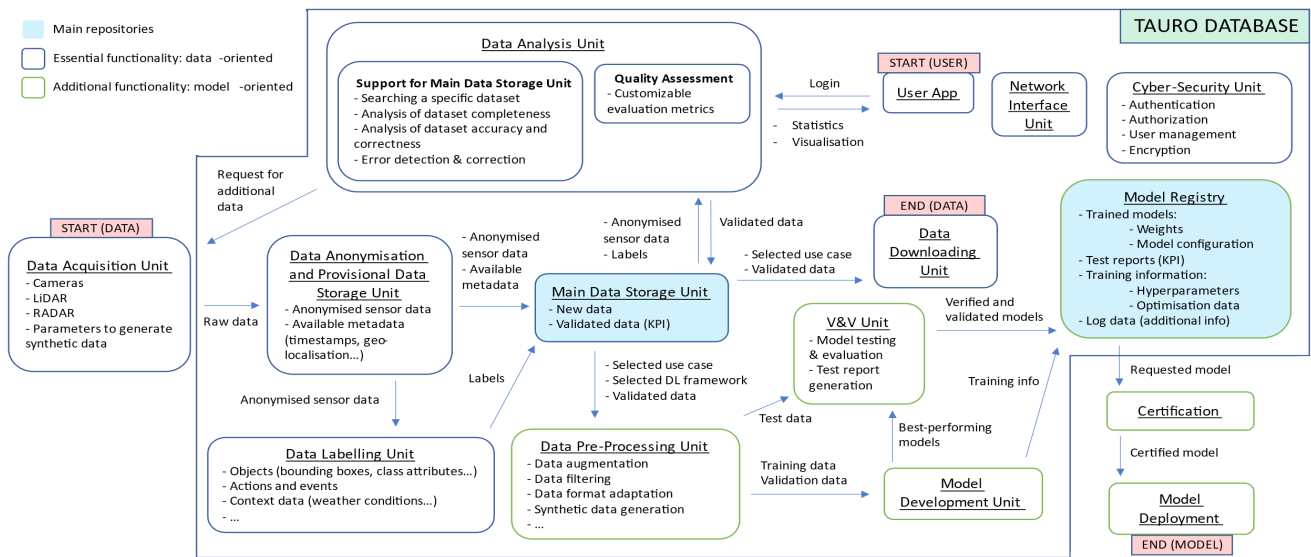 Main repositories
Essential functionality: data -oriented
Additional functionality: model -oriented
TAURO DATABASE
Data Analysis Unit
Support for Main Data Storage Unit
- Searching a specific dataset
- Analysis of dataset completeness
- Analysis of dataset accuracy and
correctness
- Error detection & correction
Quality Assessment
- Customizable
evaluation metrics
Login
- Statistics
- Visualisation
START (USER)
User App
Network
Interface
Unit
Cyber-Security Unit
- Authentication
- Authorization
- User management
- Encryption
Request for
additional
data
START (DATA)
Data Acquisition Unit
- Cameras
- LiDAR
- RADAR
- Parameters to generate
synthetic data
Raw data
Data Anonymisation
and Provisional Data
Storage Unit
- Anonymised sensor data
- Available metadata
(timestamps, geo-
localisation...)
- Anonymised
sensor data
- Available
metadata
- Anonymised
sensor data
- Labels
Validated data
Main Data Storage Unit
- New data
- Validated data (KPI)
- Selected use case
- Validated data
END (DATA)
Data
Downloading
Unit
Model Registry
- Trained models:
- Weights
- Model configuration
- Test reports (KPI)
- Training information:
- Hyperparameters
- Optimisation data
- Log data (additional info)
Verified and
validated models
V&V Unit
- Model testing
& evaluation
- Test report
generation
Training info
Anonymised sensor data
Labels
- Selected use case
- Selected DL framework
- Validated data
Test data
Best-performing
models
Data Labelling Unit
- Objects (bounding boxes, class attributes...)
- Actions and events
- Context data (weather conditions...)
- ...
Data Pre-Processing Unit
- Data augmentation
- Data filtering
- Data format adaptation
- Synthetic data generation
- ...
Training data
Validation data
Model
Development Unit
Requested model
Certification
Certified model
Model
Deployment
END (MODEL)